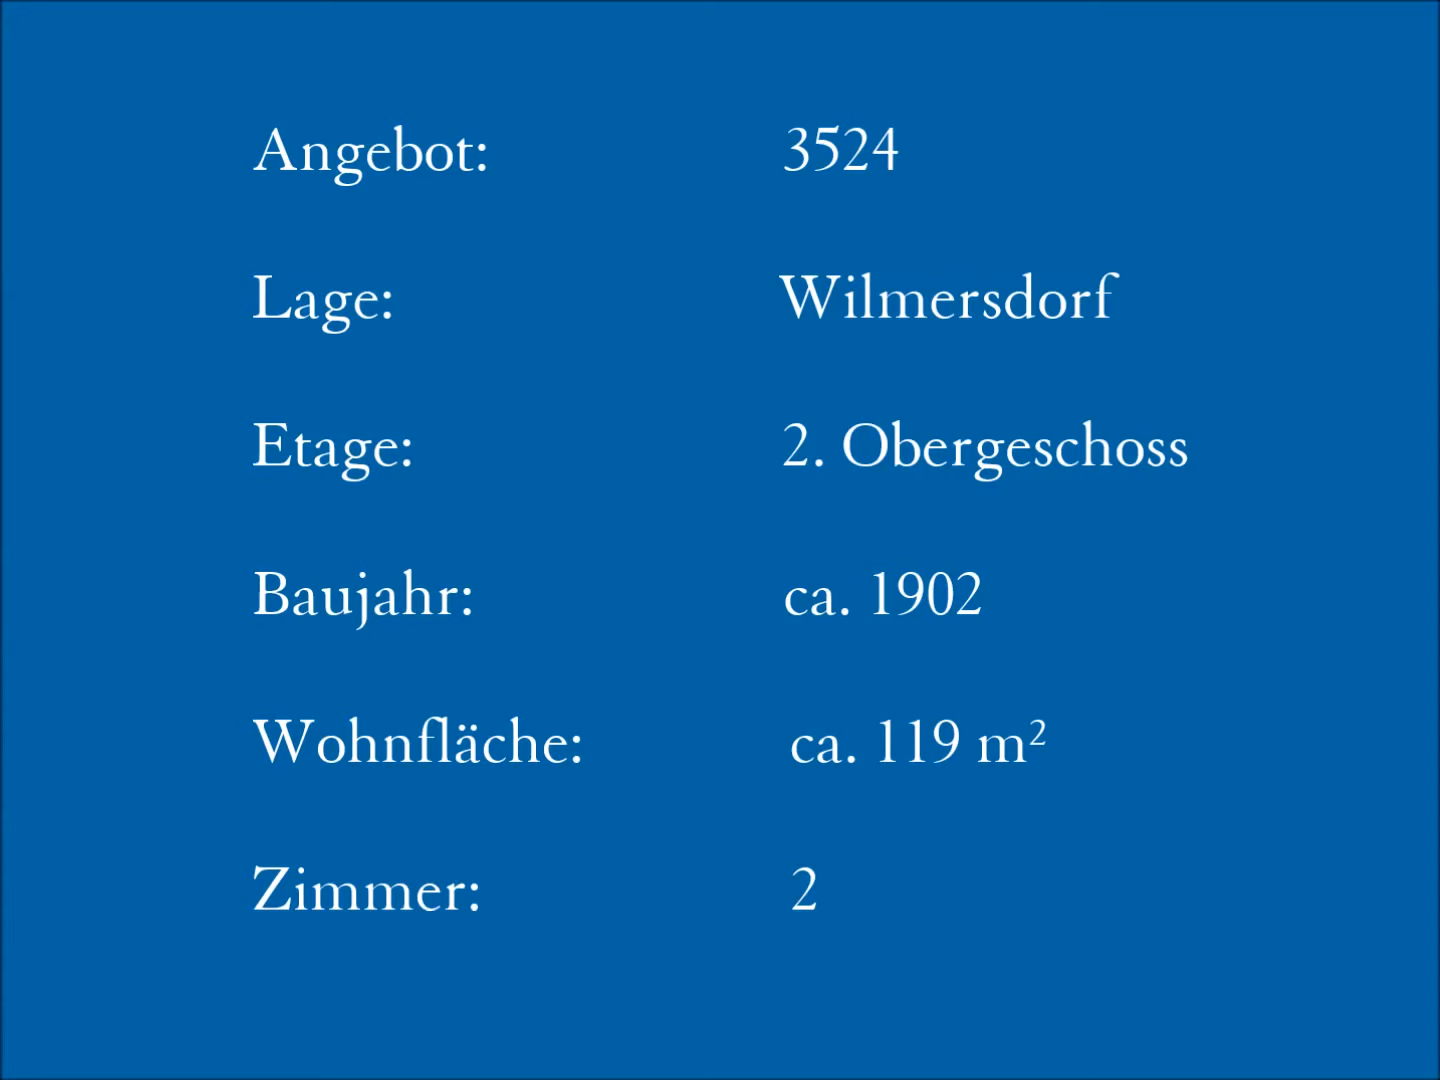 Angebot: 3524
Lage: Wilmersdorf
Etage: 2. Obergeschoss
Baujahr: ca. 1902
Wohnfläche: ca. 119 m²
Zimmer: 2